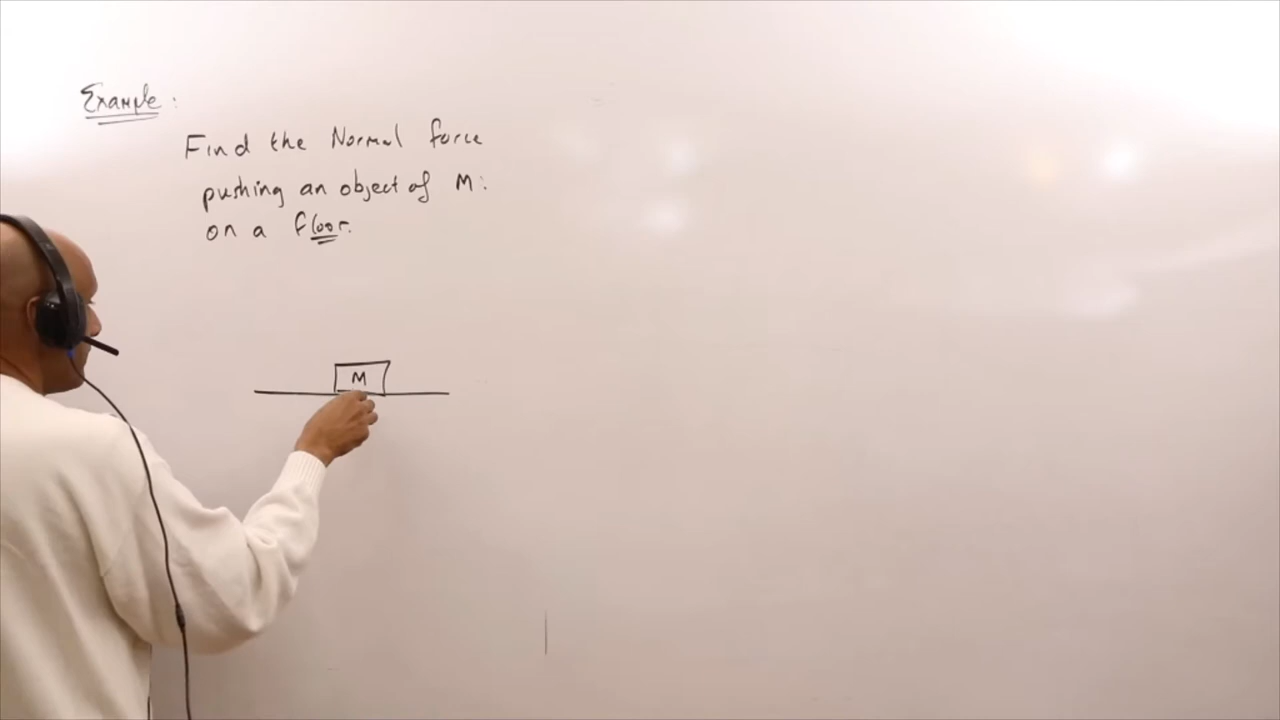 Example:
Find the Normal force
pushing an object of M:
on a floor.
M